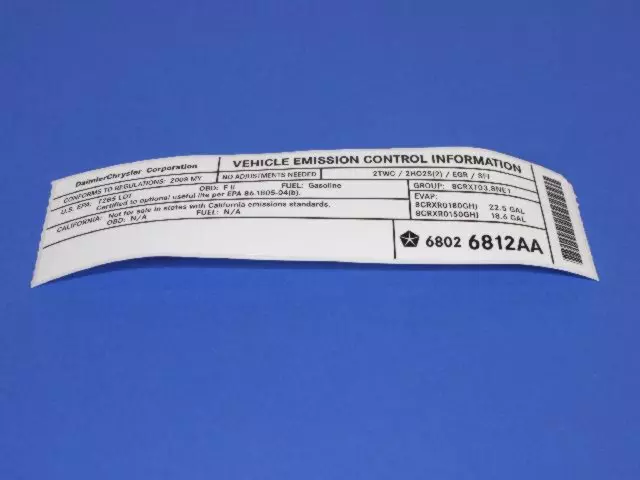 DaimlerChrysler Corporation
VEHICLE EMISSION CONTROL INFORMATION
CONFORMS TO REGULATIONS: 2008 MY
NO ADJUSTMENTS NEEDED
2TWC / 2HO2S(2) / EGR / SFI
U.S. EPA: T2B5 LDT
OBD: F II
FUEL: Gasoline
GROUP: 8CRXT03.8NE1
Certified to optional useful life per EPA 86.1805-04(b).
EVAP:
Not for sale in states with California emissions standards.
8CRXR0180GHJ 22.5 GAL
CALIFORNIA:
OBD: N/A
FUEL: N/A
8CRXR0150GHJ 18.6 GAL
6802 6812AA